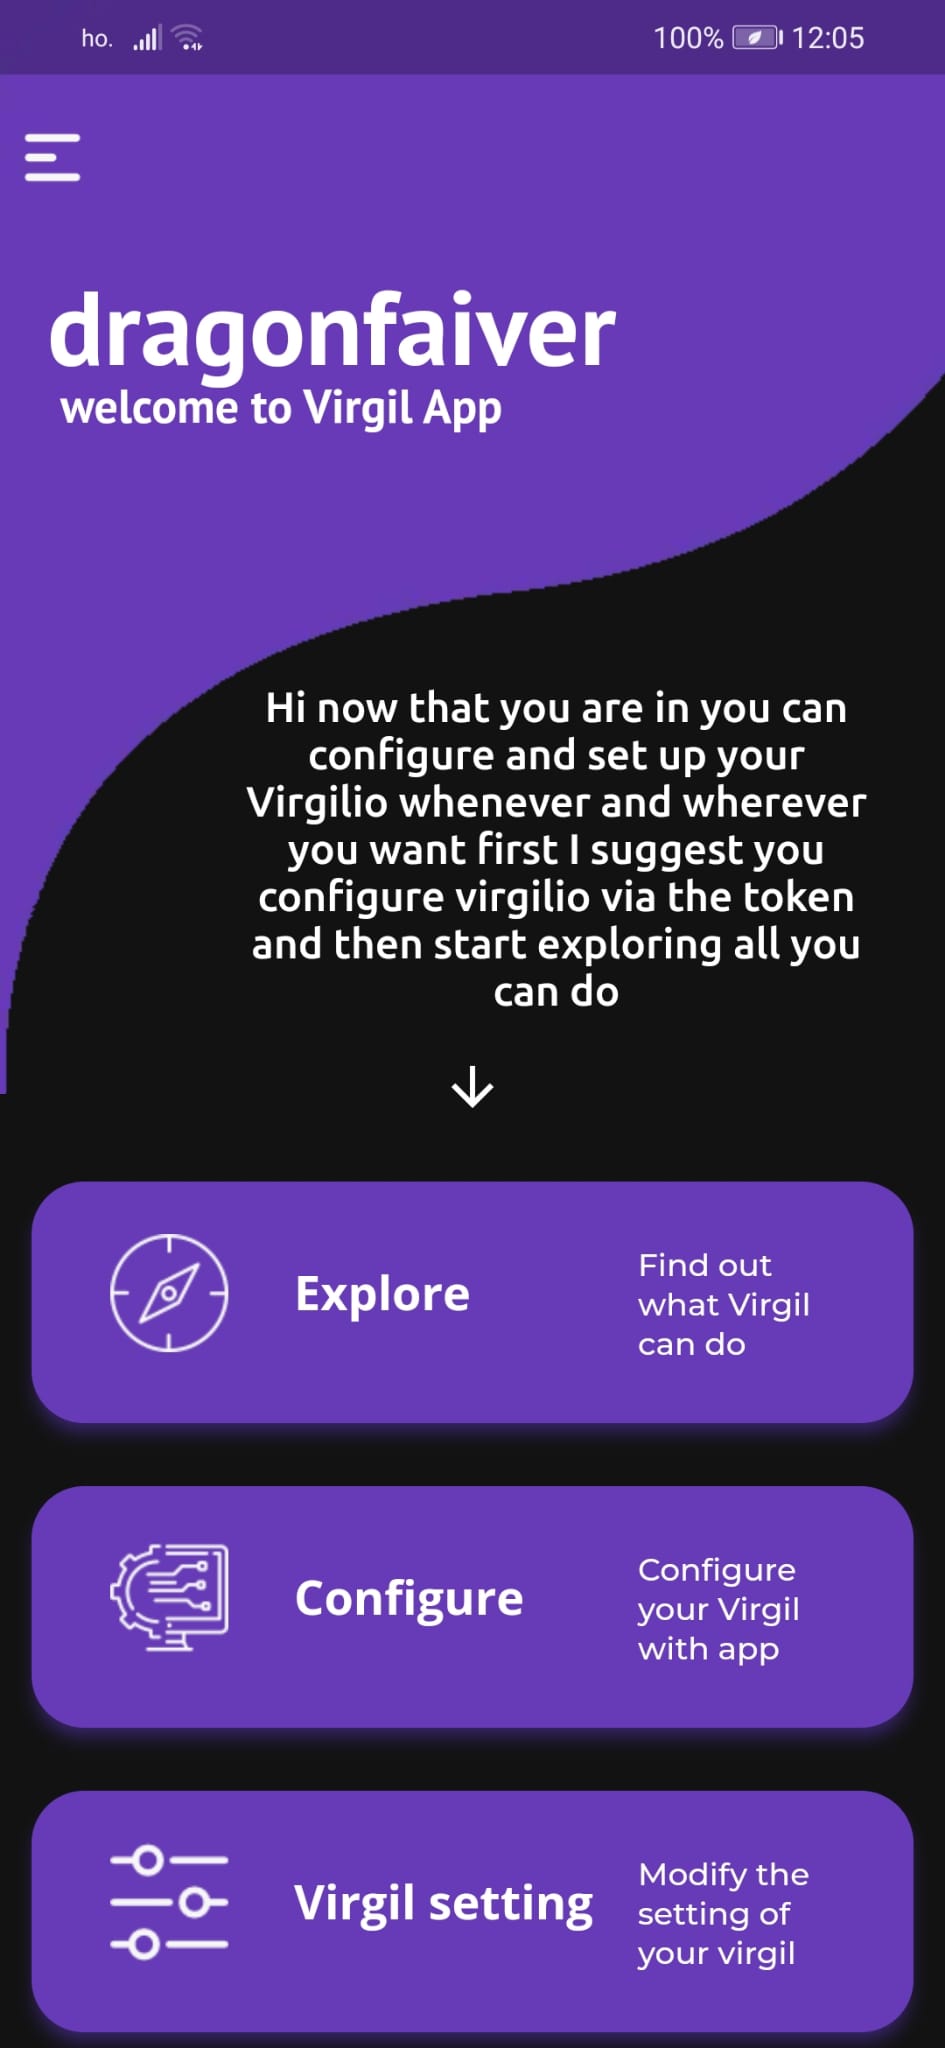 ho.
100% 12:05
dragonfaiver
welcome to Virgil App
Hi now that you are in you can
configure and set up your
Virgilio whenever and wherever
you want first I suggest you
configure virgilio via the token
and then start exploring all you
can do
Explore
Find out
what Virgil
can do
Configure
Configure
your Virgil
with app
Virgil setting
Modify the
setting of
your virgil